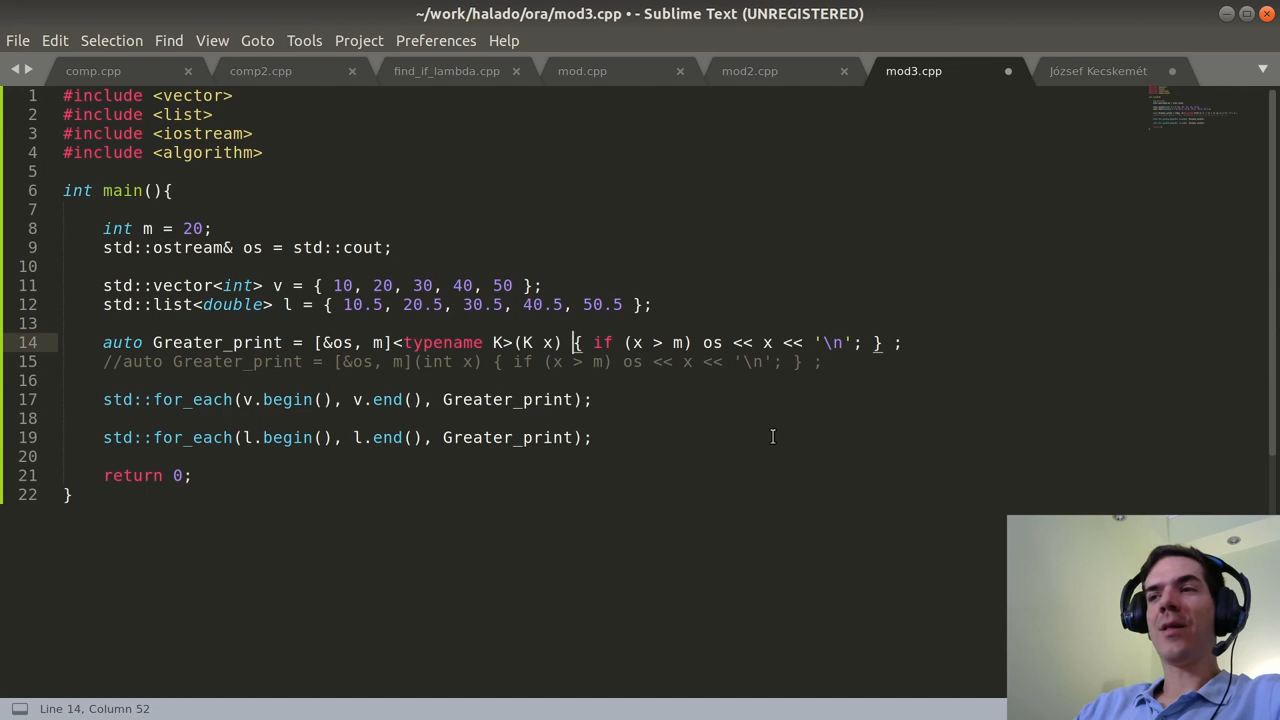 ~/work/halado/ora/mod3.cpp • - Sublime Text (UNREGISTERED)
File Edit Selection Find View Goto Tools Project Preferences Help
comp.cpp comp2.cpp find_if_lambda.cpp mod.cpp mod2.cpp mod3.cpp József Kecskemét
1 #include <vector>
2 #include <list>
3 #include <iostream>
4 #include <algorithm>
5
6 int main(){
7
8 int m = 20;
9 std::ostream& os = std::cout;
10
11 std::vector<int> v = { 10, 20, 30, 40, 50 };
12 std::list<double> l = { 10.5, 20.5, 30.5, 40.5, 50.5 };
13
14 auto Greater_print = [&os, m]<typename K>(K x) { if (x > m) os << x << '\n'; } ;
15 //auto Greater_print = [&os, m](int x) { if (x > m) os << x << '\n'; } ;
16
17 std::for_each(v.begin(), v.end(), Greater_print);
18
19 std::for_each(l.begin(), l.end(), Greater_print);
20
21 return 0;
22 }
Line 14, Column 52